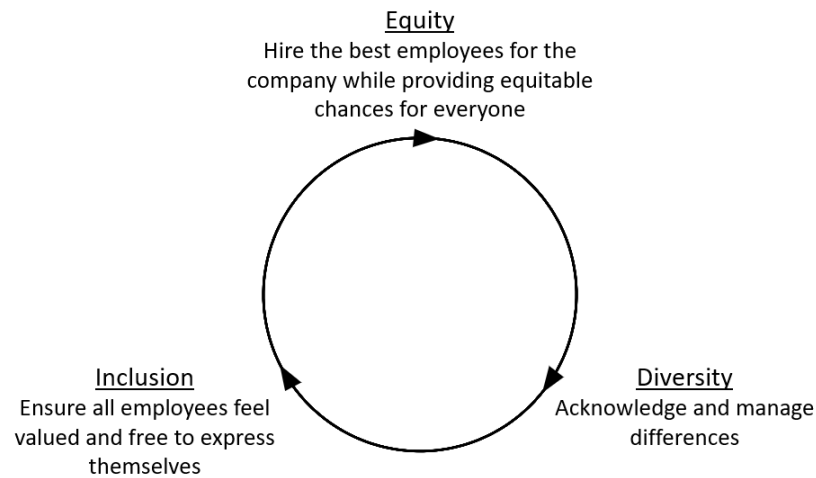 Equity
Hire the best employees for the
company while providing equitable
chances for everyone
Inclusion
Ensure all employees feel
valued and free to express
themselves
Diversity
Acknowledge and manage
differences